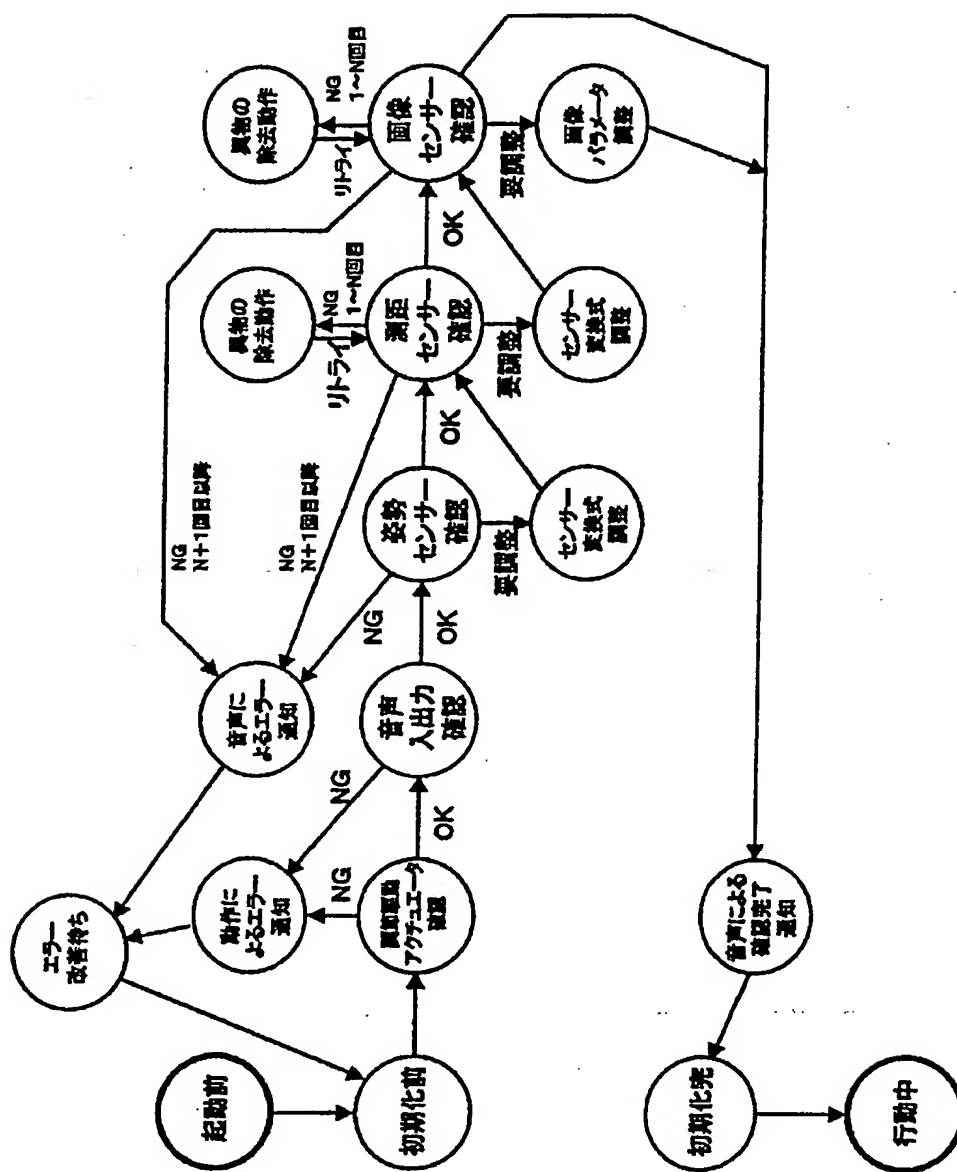 起動前
初期化前
エラー
改善待ち
動作に
よるエラー
通知
NG
関節駆動
アクチュエータ
確認
OK
NG
音声に
よるエラー
通知
音声
入出力
確認
OK
NG
姿勢
センサー
確認
OK
要調整
センサー
変換式
調整
NG
N+1回目以降
NG
N+1回目以降
異物の
除去動作
リトライ
NG
1〜N回目
測距
センサー
確認
OK
要調整
センサー
変換式
調整
異物の
除去動作
リトライ
NG
1〜N回目
画像
センサー
確認
要調整
画像
パラメータ
調整
音声による
確認完了
通知
初期化完
行動中